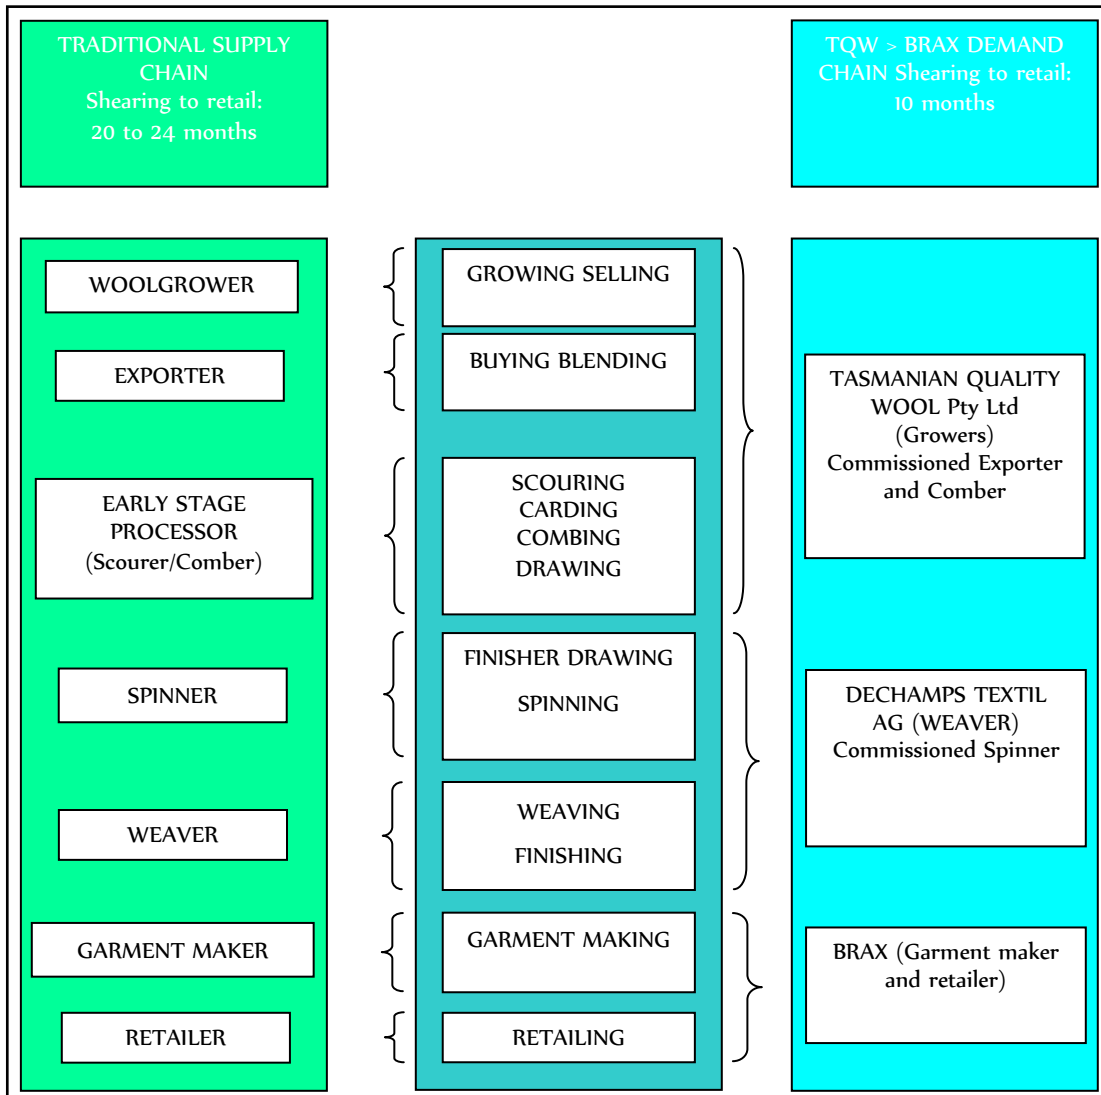 TRADITIONAL SUPPLY
CHAIN
Shearing to retail:
20 to 24 months
TQW > BRAX DEMAND
CHAIN Shearing to retail:
10 months
WOOLGROWER
EXPORTER
EARLY STAGE
PROCESSOR
(Scourer/Comber)
SPINNER
WEAVER
GARMENT MAKER
RETAILER
GROWING SELLING
BUYING BLENDING
SCOURING
CARDING
COMBING
DRAWING
FINISHER DRAWING
SPINNING
WEAVING
FINISHING
GARMENT MAKING
RETAILING
TASMANIAN QUALITY
WOOL Pty Ltd
(Growers)
Commissioned Exporter
and Comber
DECHAMPS TEXTIL
AG (WEAVER)
Commissioned Spinner
BRAX (Garment maker
and retailer)